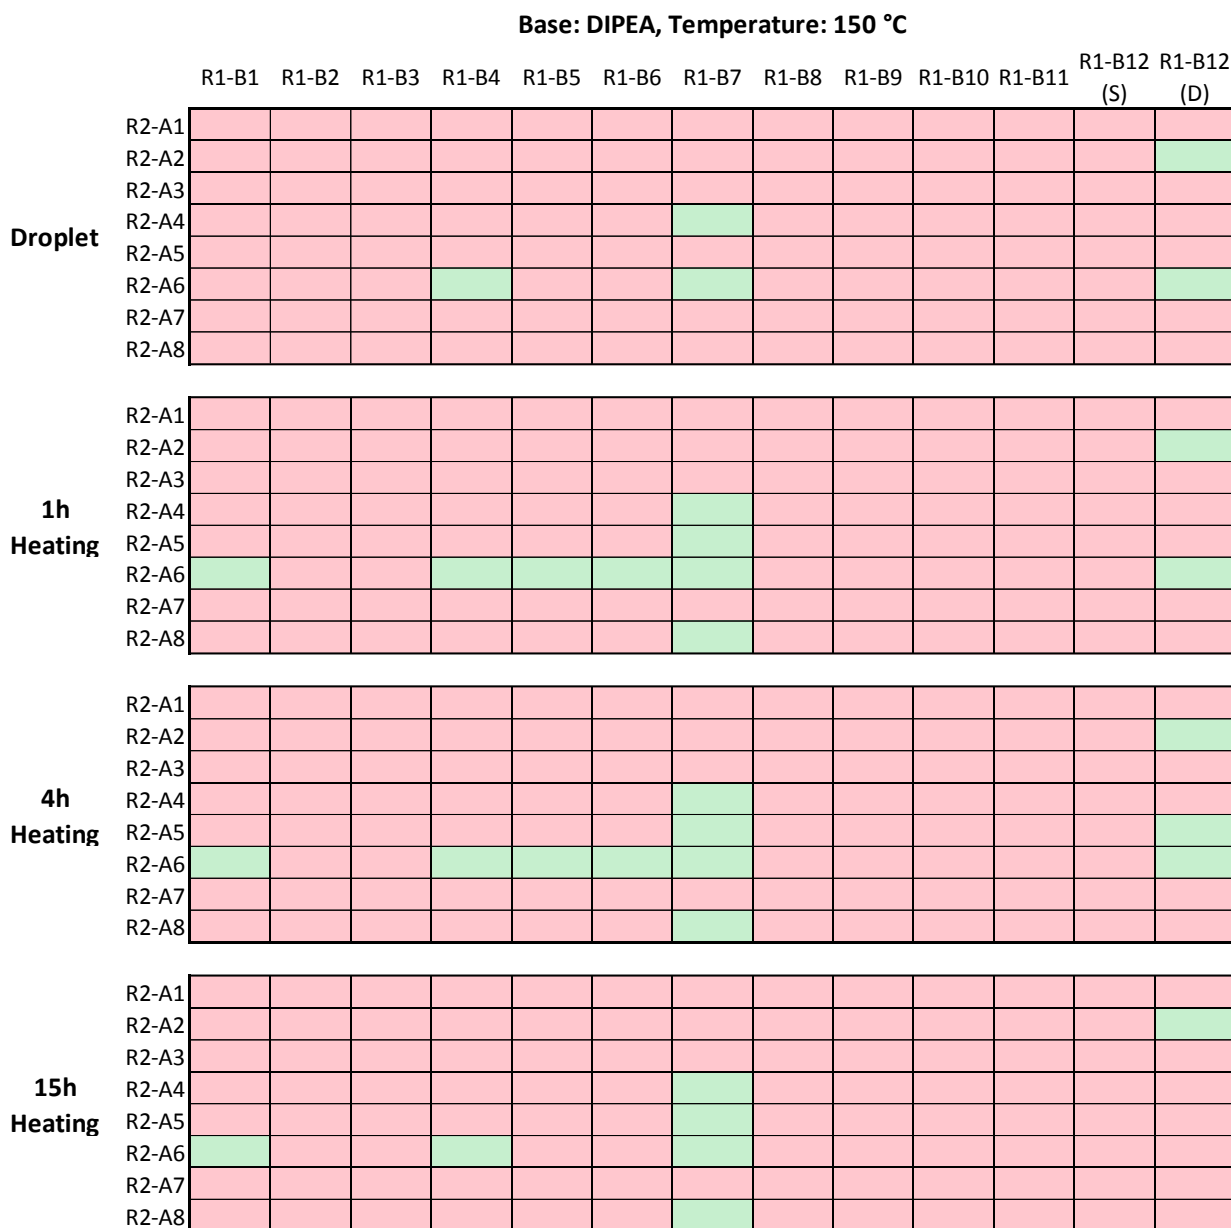 Base: DIPEA, Temperature: 150 °C
R1-B1 R1-B2 R1-B3 R1-B4 R1-B5 R1-B6 R1-B7 R1-B8 R1-B9 R1-B10 R1-B11 R1-B12 (S) R1-B12 (D)
Droplet
R2-A1
R2-A2
R2-A3
R2-A4
R2-A5
R2-A6
R2-A7
R2-A8
1h
Heating
R2-A1
R2-A2
R2-A3
R2-A4
R2-A5
R2-A6
R2-A7
R2-A8
4h
Heating
R2-A1
R2-A2
R2-A3
R2-A4
R2-A5
R2-A6
R2-A7
R2-A8
15h
Heating
R2-A1
R2-A2
R2-A3
R2-A4
R2-A5
R2-A6
R2-A7
R2-A8